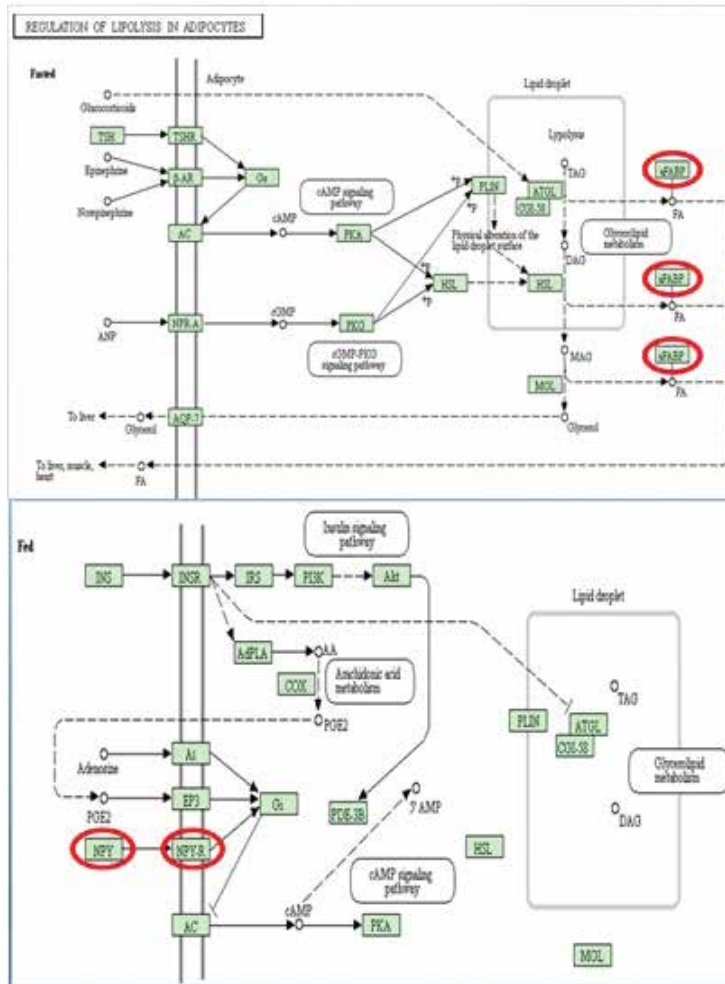 REGULATION OF LIPOLYSIS IN ADIPOCYTES
Fasted
Adipocyte
Lipid droplet
Glucocorticoids
Lypolysis
TSH
TSHR
TAG
aFABP
Epinephrine
β-AR
Gs
cAMP signaling
pathway
+p
PLIN
ATGL
CGI-58
FA
Norepinephrine
+p
AC
cAMP
PKA
Physical alteration of the
lipid droplet surface
Glycerolipid
metabolism
DAG
+p
HSL
HSL
aFABP
+p
ANP
NPR-A
cGMP
PKG
FA
cGMP-PKG
signaling pathway
MAG
aFABP
MGL
FA
To liver
Glycerol
AQP-7
Glycerol
To liver, muscle,
heart
FA
Fed
Insulin signaling
pathway
INS
INSR
IRS
PI3K
Akt
Lipid droplet
AdPLA
AA
COX
Arachidonic acid
metabolism
TAG
PGE2
PLIN
ATGL
CGI-58
Adenosine
A1
Glycerolipid
metabolism
PGE2
EP3
Gi
PDE-3B
5' AMP
DAG
NPY
NPY-R
HSL
cAMP signaling
pathway
AC
cAMP
PKA
MGL